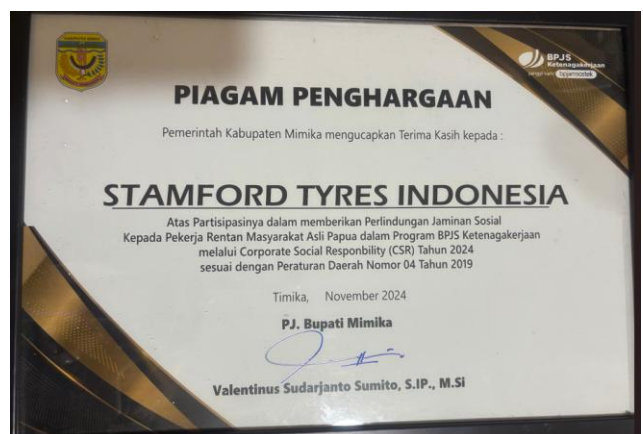 BPJS
Ketenagakerjaan
PIAGAM PENGHARGAAN
Pemerintah Kabupaten Mimika mengucapkan Terima Kasih kepada :
STAMFORD TYRES INDONESIA
Atas Partisipasinya dalam memberikan Perlindungan Jaminan Sosial
Kepada Pekerja Rentan Masyarakat Asli Papua dalam Program BPJS Ketenagakerjaan
melalui Corporate Social Responbility (CSR) Tahun 2024
sesuai dengan Peraturan Daerah Nomor 04 Tahun 2019
Timika, November 2024
PJ. Bupati Mimika
Valentinus Sudarjanto Sumito, S.IP., M.Si